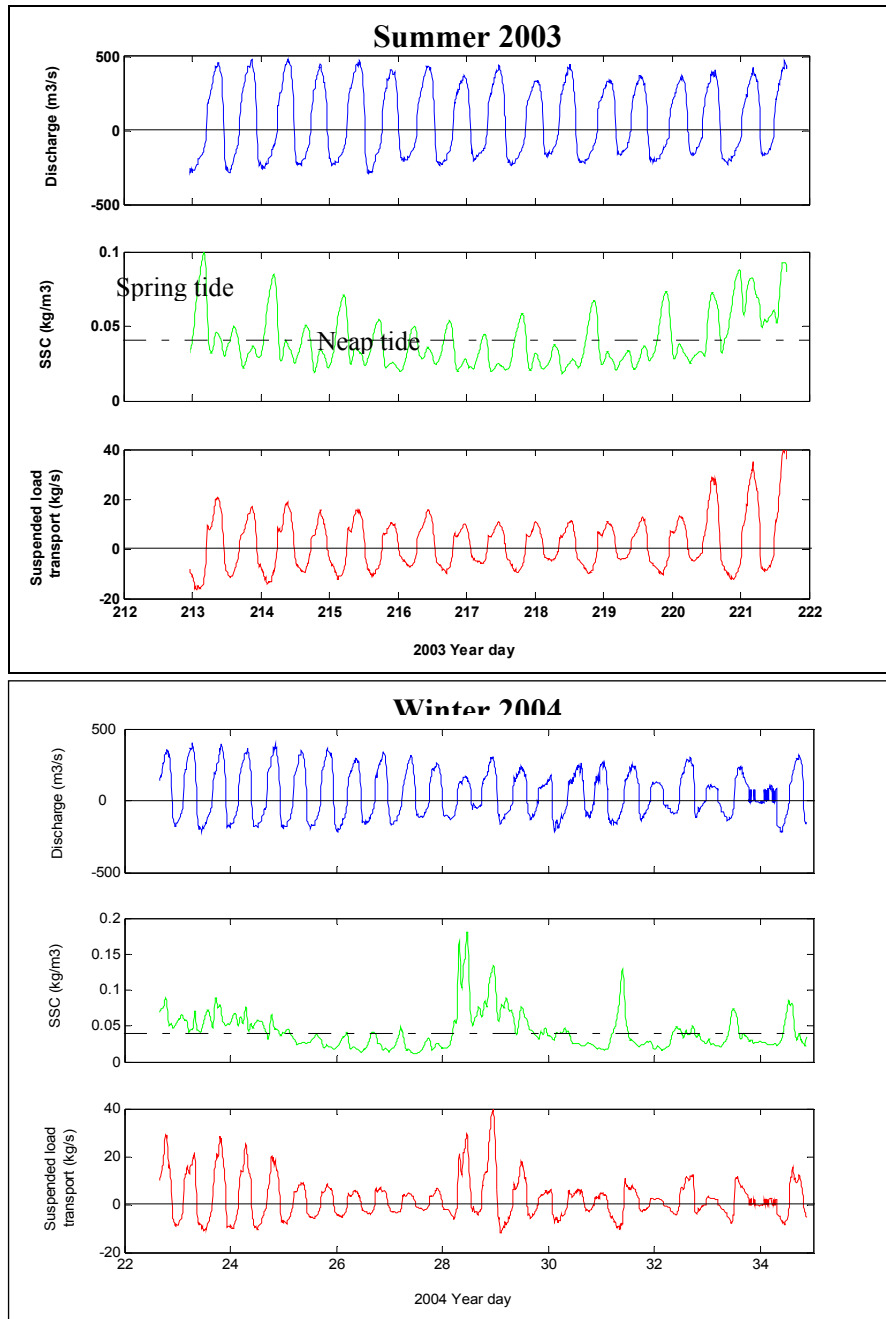 Summer 2003
500
0
-500
Discharge (m3/s)
0.1
0.05
0
SSC (kg/m3)
Spring tide
Neap tide
40
20
0
-20
Suspended load
transport (kg/s)
212 213 214 215 216 217 218 219 220 221 222
2003 Year day
Winter 2004
500
0
-500
Discharge (m3/s)
0.2
0.15
0.1
0.05
0
SSC (kg/m3)
40
20
0
-20
Suspended load
transport (kg/s)
22 24 26 28 30 32 34
2004 Year day